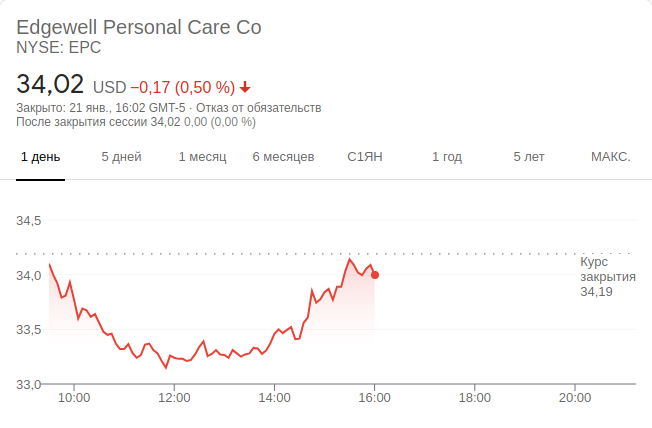 Edgewell Personal Care Co
NYSE: EPC
34,02 USD −0,17 (0,50 %)
Закрыто: 21 янв., 16:02 GMT-5 · Отказ от обязательств
После закрытия сессии 34,02 0,00 (0,00 %)
1 день 5 дней 1 месяц 6 месяцев С1ЯН 1 год 5 лет МАКС.
34,5
34,0
33,5
33,0
Курс
закрытия
34,19
10:00 12:00 14:00 16:00 18:00 20:00